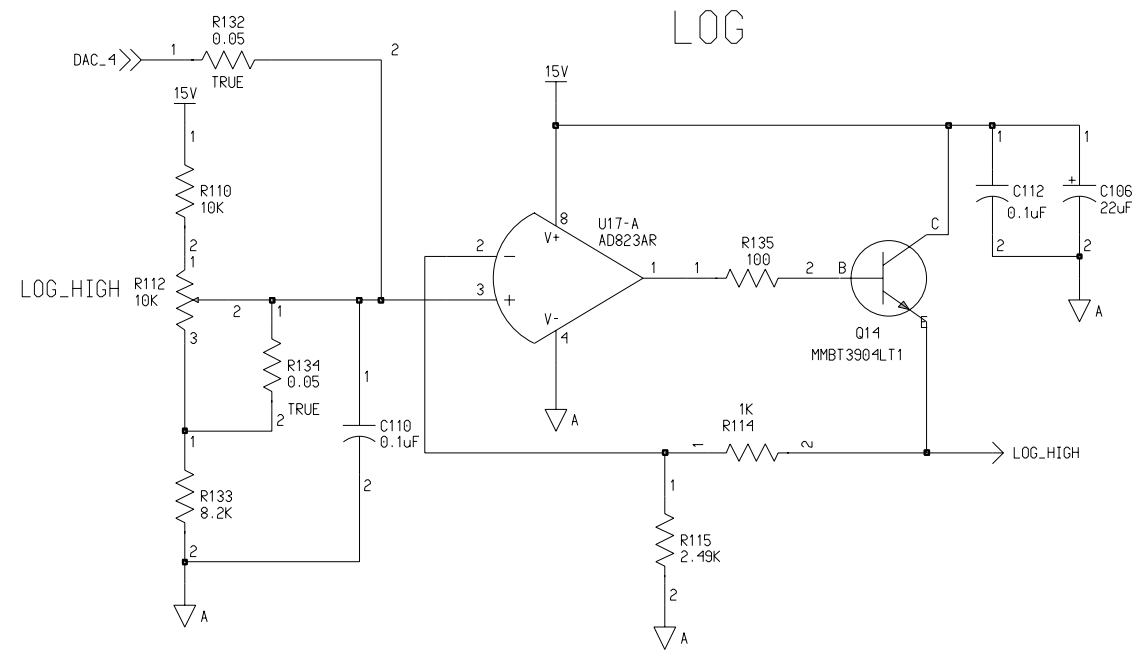 LOG
R132
0.05
DAC_4
1
2
TRUE
15V
15V
1
1
1
R110
10K
C112
0.1uF
+
C106
22uF
8
U17-A
AD823AR
V+
C
2
1
2
2
2
R135
100
LOG_HIGH
R112
10K
−
3
+
1
1
2
B
2
1
V-
4
A
3
E
Q14
MMBT3904LT1
R134
0.05
TRUE
1
2
A
1K
R114
C110
0.1uF
1
1
2
LOG_HIGH
2
1
R133
8.2K
R115
2.49K
2
2
A
A